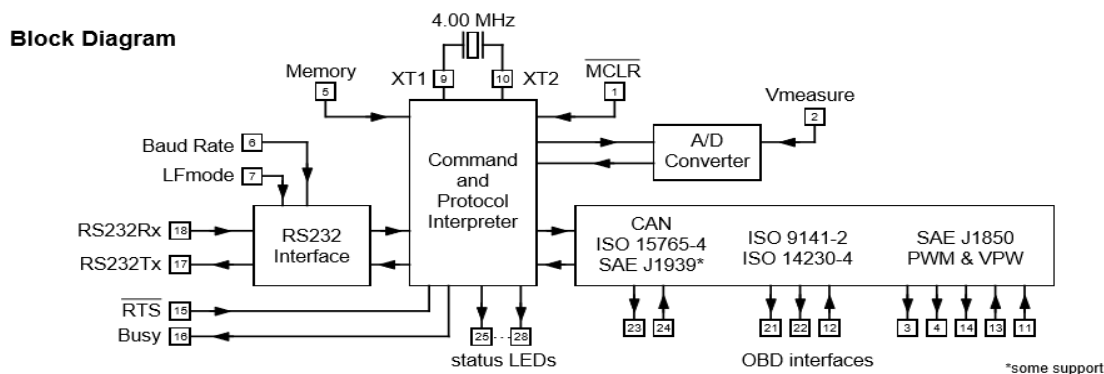 Block Diagram
4.00 MHz
XT1
9
10
XT2
Memory
5
MCLR
1
Vmeasure
2
Baud Rate
6
LFmode
7
A/D
Converter
Command
and
Protocol
Interpreter
RS232Rx
18
RS232Tx
17
RS232
Interface
CAN
ISO 15765-4
SAE J1939*
ISO 9141-2
ISO 14230-4
SAE J1850
PWM & VPW
RTS
15
Busy
16
25
28
status LEDs
23
24
21
22
12
3
4
14
13
11
OBD interfaces
*some support